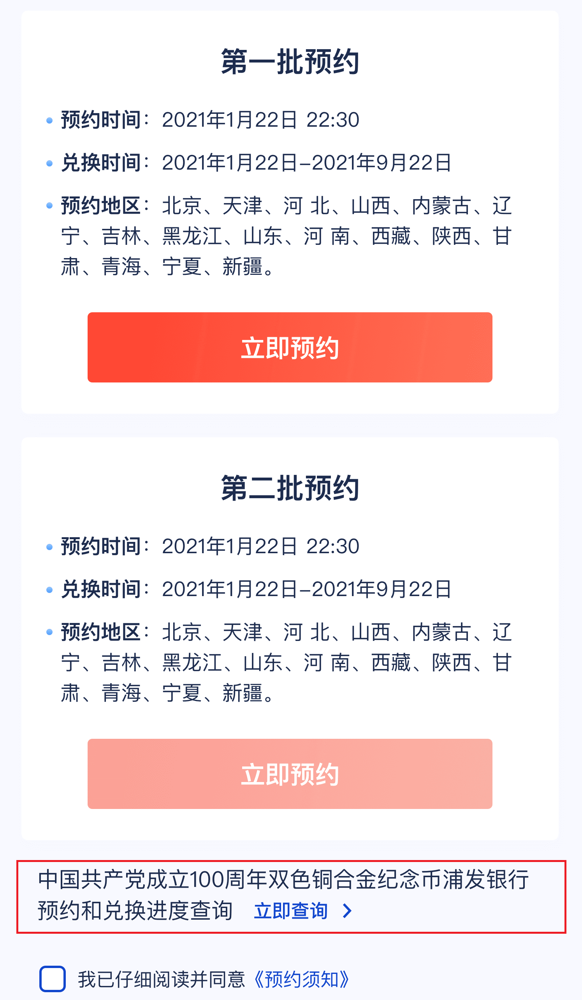 第一批预约
预约时间：2021年1月22日 22:30
兑换时间：2021年1月22日–2021年9月22日
预约地区：北京、天津、河 北、山西、内蒙古、辽
宁、吉林、黑龙江、山东、河 南、西藏、陕西、甘
肃、青海、宁夏、新疆。
立即预约
第二批预约
预约时间：2021年1月22日 22:30
兑换时间：2021年1月22日–2021年9月22日
预约地区：北京、天津、河 北、山西、内蒙古、辽
宁、吉林、黑龙江、山东、河 南、西藏、陕西、甘
肃、青海、宁夏、新疆。
立即预约
中国共产党成立100周年双色铜合金纪念币浦发银行
预约和兑换进度查询 立即查询 >
我已仔细阅读并同意《预约须知》